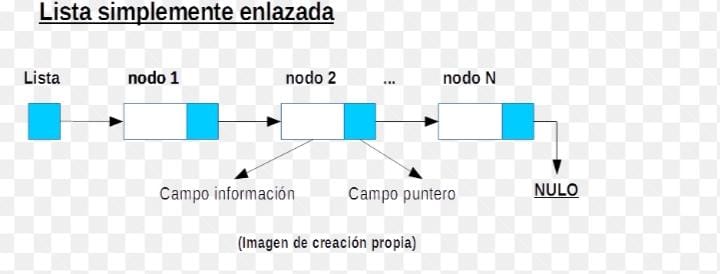 Lista simplemente enlazada
Lista nodo 1 nodo 2 ... nodo N
Campo información Campo puntero NULO
(Imagen de creación propia)